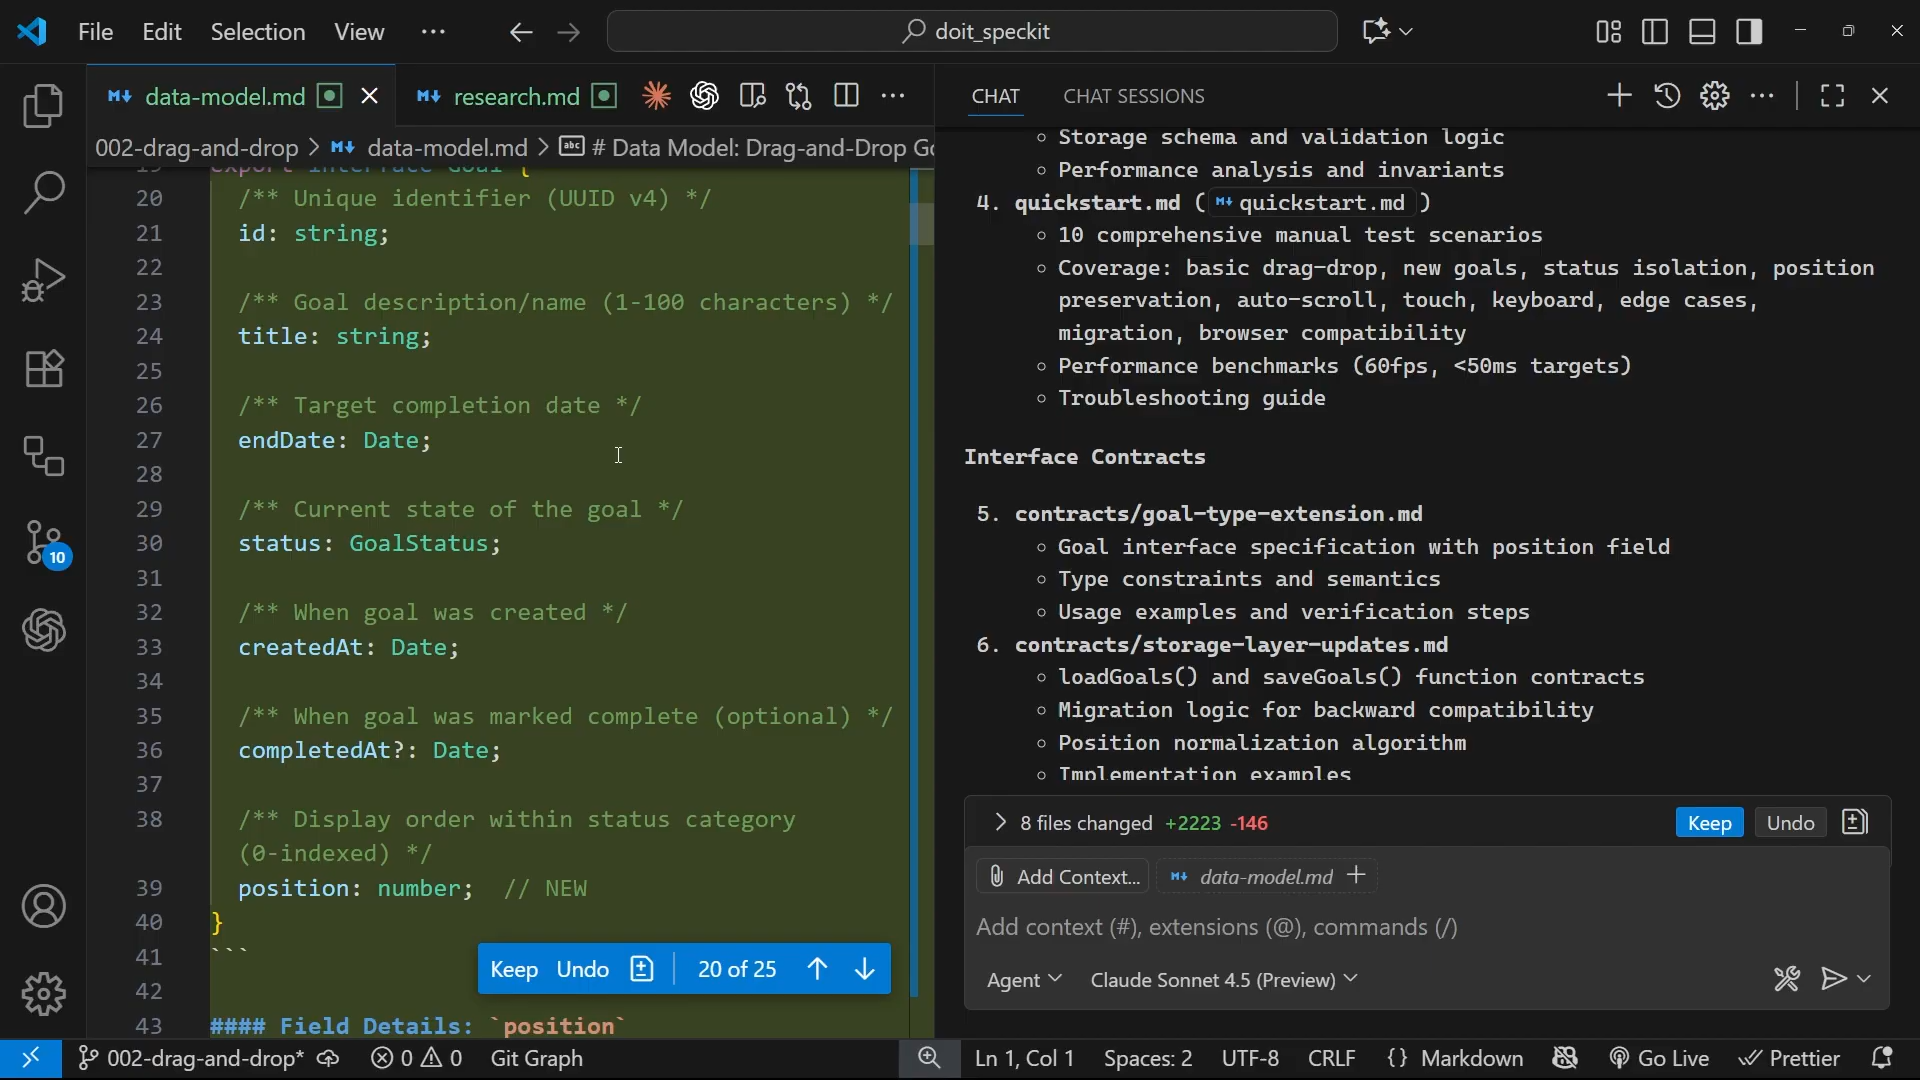 File Edit Selection View ··· doit_speckit
data-model.md research.md
002-drag-and-drop > data-model.md > # Data Model: Drag-and-Drop
20 /** Unique identifier (UUID v4) */
21 id: string;
22
23 /** Goal description/name (1-100 characters) */
24 title: string;
25
26 /** Target completion date */
27 endDate: Date;
28
29 /** Current state of the goal */
30 status: GoalStatus;
31
32 /** When goal was created */
33 createdAt: Date;
34
35 /** When goal was marked complete (optional) */
36 completedAt?: Date;
37
38 /** Display order within status category
(0-indexed) */
39 position: number; // NEW
40 }
41 ```
42
43 #### Field Details: `position`
Keep Undo 20 of 25
10
CHAT CHAT SESSIONS
Storage schema and validation logic
Performance analysis and invariants
4. quickstart.md ( quickstart.md )
10 comprehensive manual test scenarios
Coverage: basic drag-drop, new goals, status isolation, position
preservation, auto-scroll, touch, keyboard, edge cases,
migration, browser compatibility
Performance benchmarks (60fps, <50ms targets)
Troubleshooting guide
Interface Contracts
5. contracts/goal-type-extension.md
Goal interface specification with position field
Type constraints and semantics
Usage examples and verification steps
6. contracts/storage-layer-updates.md
loadGoals() and saveGoals() function contracts
Migration logic for backward compatibility
Position normalization algorithm
Implementation examples
8 files changed +2223 -146 Keep Undo
Add Context... data-model.md
Add context (#), extensions (@), commands (/)
Agent Claude Sonnet 4.5 (Preview)
002-drag-and-drop* 0 0 Git Graph Ln 1, Col 1 Spaces: 2 UTF-8 CRLF {} Markdown Go Live Prettier